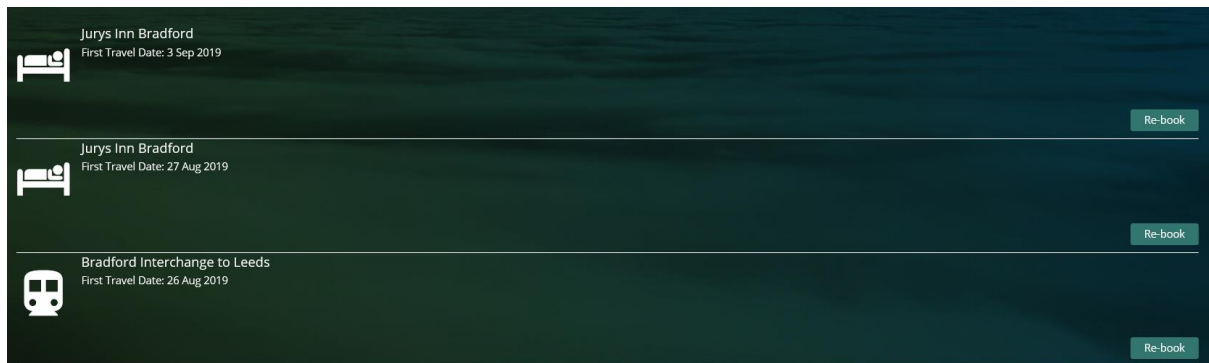 Jurys Inn Bradford
First Travel Date: 3 Sep 2019
Re-book
Jurys Inn Bradford
First Travel Date: 27 Aug 2019
Re-book
Bradford Interchange to Leeds
First Travel Date: 26 Aug 2019
Re-book